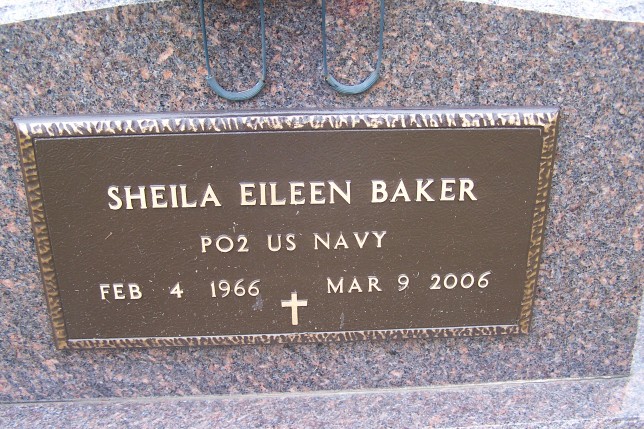 SHEILA EILEEN BAKER
PO2 US NAVY
FEB 4 1966 MAR 9 2006